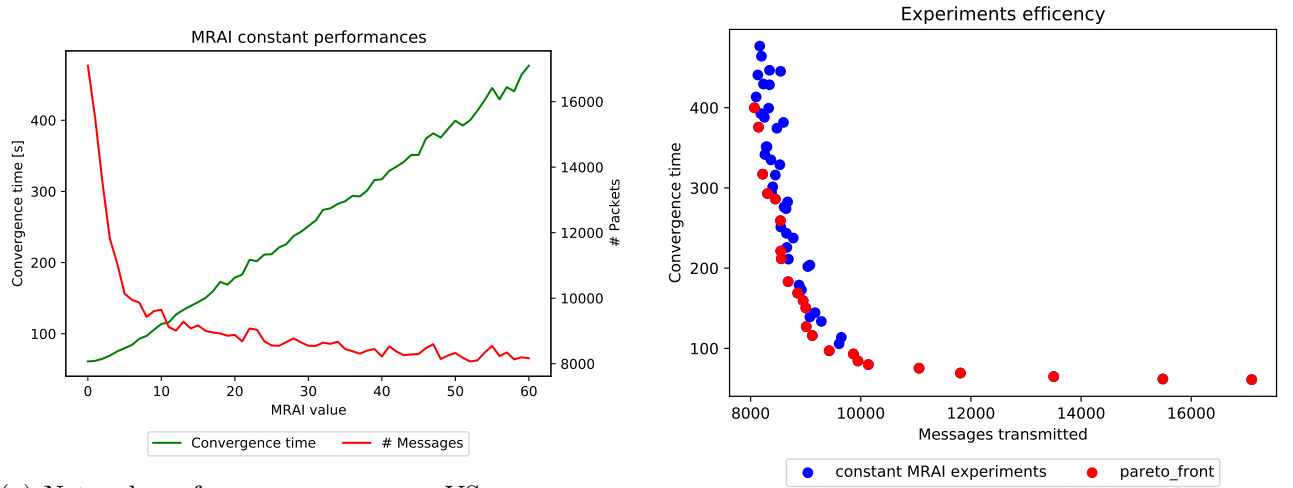 MRAI constant performances
Convergence time [s]
400
300
200
100
16000
14000
12000
10000
8000
# Packets
0 10 20 30 40 50 60
MRAI value
Convergence time # Messages
Experiments efficency
Convergence time
400
300
200
100
8000 10000 12000 14000 16000
Messages transmitted
constant MRAI experiments pareto_front